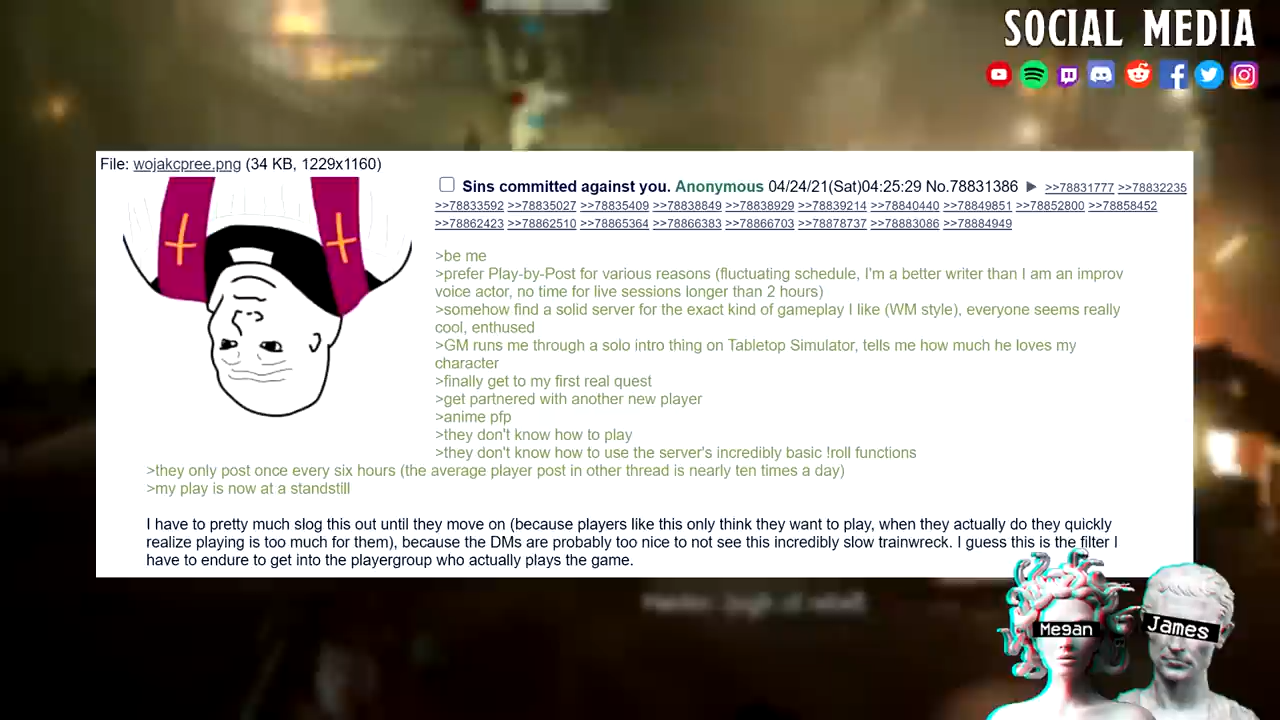 SOCIAL MEDIA
File: wojakcpree.png (34 KB, 1229x1160)
Sins committed against you. Anonymous 04/24/21(Sat)04:25:29 No.78831386 ▶ >>78831777 >>78832235
>>78833592 >>78835027 >>78835409 >>78838849 >>78838929 >>78839214 >>78840440 >>78849851 >>78852800 >>78858452
>>78862423 >>78862510 >>78865364 >>78866383 >>78866703 >>78878737 >>78883086 >>78884949
>be me
>prefer Play-by-Post for various reasons (fluctuating schedule, I'm a better writer than I am an improv
voice actor, no time for live sessions longer than 2 hours)
>somehow find a solid server for the exact kind of gameplay I like (WM style), everyone seems really
cool, enthused
>GM runs me through a solo intro thing on Tabletop Simulator, tells me how much he loves my
character
>finally get to my first real quest
>get partnered with another new player
>anime pfp
>they don't know how to play
>they don't know how to use the server's incredibly basic !roll functions
>they only post once every six hours (the average player post in other thread is nearly ten times a day)
>my play is now at a standstill
I have to pretty much slog this out until they move on (because players like this only think they want to play, when they actually do they quickly
realize playing is too much for them), because the DMs are probably too nice to not see this incredibly slow trainwreck. I guess this is the filter I
have to endure to get into the playergroup who actually plays the game.
Megan
James